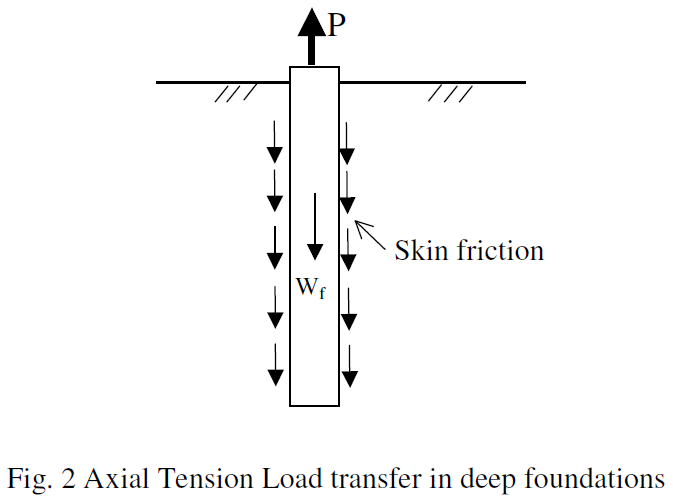 P
Skin friction
Wf
Fig. 2 Axial Tension Load transfer in deep foundations